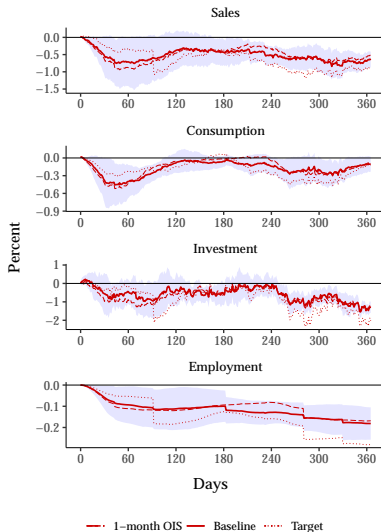 Sales
0.0
−0.5
−1.0
−1.5
0 60 120 180 240 300 360
Consumption
0.0
−0.3
−0.6
−0.9
0 60 120 180 240 300 360
Investment
1
0
−1
−2
0 60 120 180 240 300 360
Employment
0.0
−0.1
−0.2
0 60 120 180 240 300 360
Percent
Days
1−month OIS Baseline Target